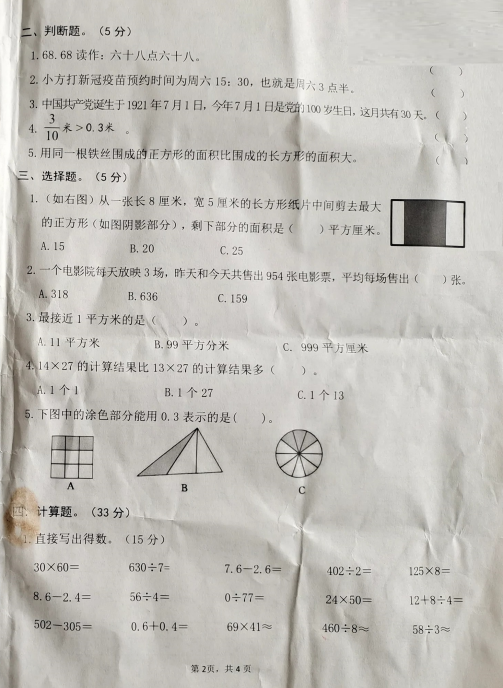 二、判断题。（5 分）
1. 68.68 读作：六十八点六十八。（ ）
2. 小方打新冠疫苗预约时间为周六 15：30，也就是周六 3 点半。（ ）
3. 中国共产党诞生于 1921 年 7 月 1 日，今年 7 月 1 日是党的 100 岁生日，这月共有 30 天。（ ）
4. 3/10 米＞0.3米 。（ ）
5. 用同一根铁丝围成的正方形的面积比围成的长方形的面积大。（ ）
三、选择题。（5 分）
1.（如右图）从一张长 8 厘米，宽 5 厘米的长方形纸片中间剪去最大
的正方形（如图阴影部分），剩下部分的面积是（ ）平方厘米。
A. 15 B. 20 C. 25
2. 一个电影院每天放映 3 场，昨天和今天共售出 954 张电影票，平均每场售出（ ）张。
A. 318 B. 636 C. 159
3. 最接近 1 平方米的是（ ）。
A. 11 平方米 B. 99 平方分米 C. 999 平方厘米
4. 14×27 的计算结果比 13×27 的计算结果多（ ）。
A. 1 个 1 B. 1 个 27 C. 1 个 13
5. 下图中的涂色部分能用 0.3 表示的是( )。
A B C
四、计算题。（33 分）
1. 直接写出得数。（15 分）
30×60＝ 630÷7= 7.6－2.6＝ 402÷2＝ 125×8＝
8.6－2.4＝ 56÷4＝ 0÷77＝ 24×50＝ 12＋8÷4＝
502－305＝ 0.6＋0.4＝ 69×41≈ 460÷8≈ 58÷3≈
第 2页，共 4 页